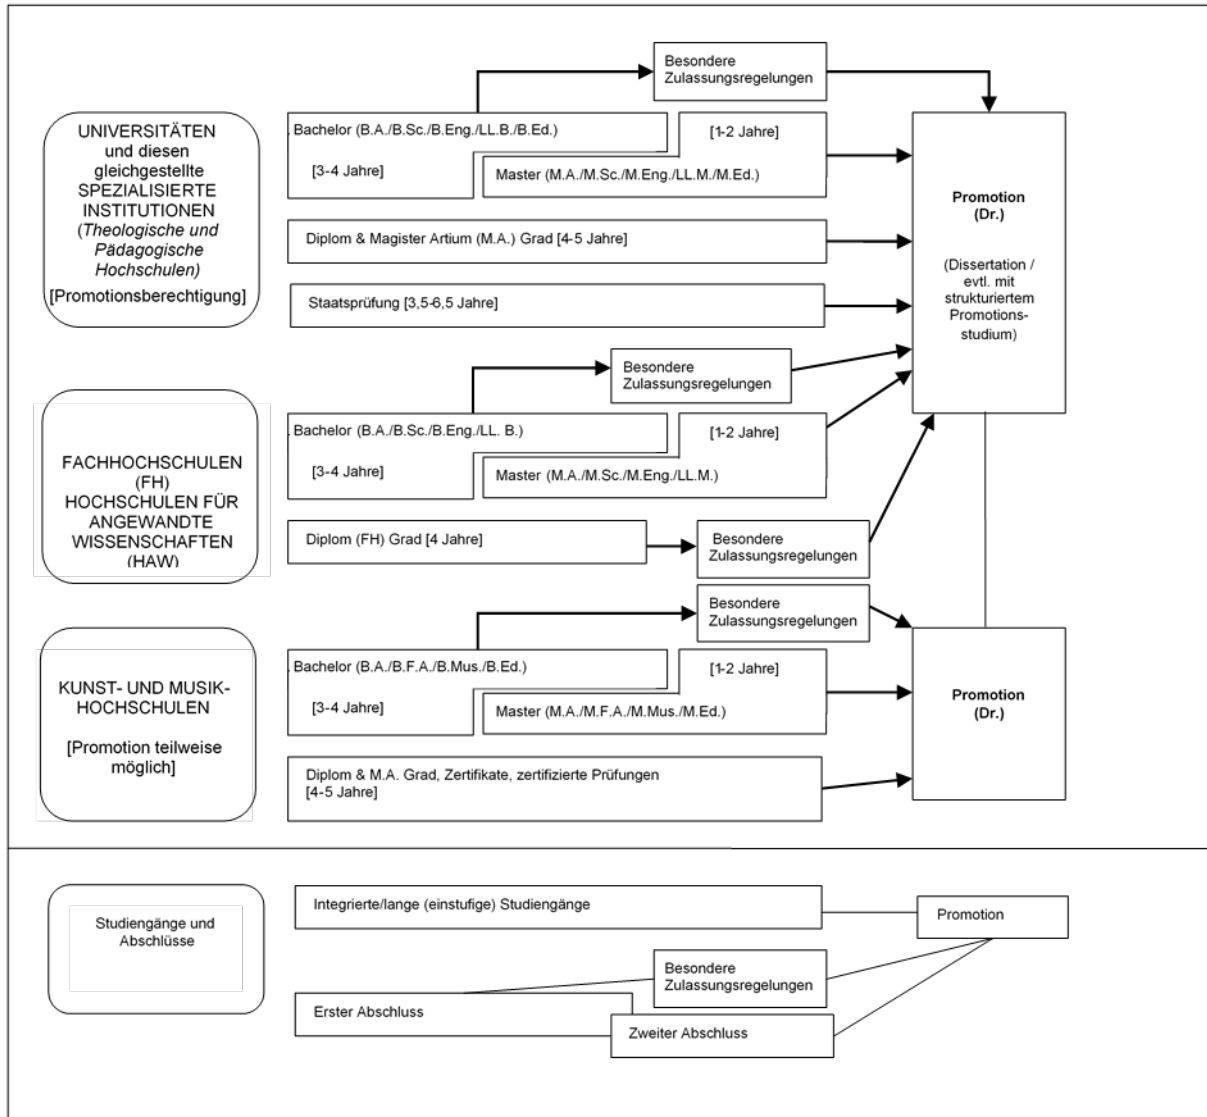 Besondere
Zulassungsregelungen
UNIVERSITÄTEN
und diesen
gleichgestellte
SPEZIALISIERTE
INSTITUTIONEN
(Theologische und
Pädagogische
Hochschulen)
[Promotionsberechtigung]
. Bachelor (B.A./B.Sc./B.Eng./LL.B./B.Ed.)
[3-4 Jahre]
[1-2 Jahre]
Master (M.A./M.Sc./M.Eng./LL.M./M.Ed.)
Diplom & Magister Artium (M.A.) Grad [4-5 Jahre]
Staatsprüfung [3,5-6,5 Jahre]
Promotion
(Dr.)
(Dissertation /
evtl. mit
strukturiertem
Promotions-
studium)
FACHHOCHSCHULEN
(FH)
HOCHSCHULEN FÜR
ANGEWANDTE
WISSENSCHAFTEN
(HAW)
Besondere
Zulassungsregelungen
. Bachelor (B.A./B.Sc./B.Eng./LL. B.)
[3-4 Jahre]
[1-2 Jahre]
Master (M.A./M.Sc./M.Eng./LL.M.)
Diplom (FH) Grad [4 Jahre]
Besondere
Zulassungsregelungen
KUNST- UND MUSIK-
HOCHSCHULEN
[Promotion teilweise
möglich]
Besondere
Zulassungsregelungen
. Bachelor (B.A./B.F.A./B.Mus./B.Ed.)
[3-4 Jahre]
[1-2 Jahre]
Master (M.A./M.F.A./M.Mus./M.Ed.)
Diplom & M.A. Grad, Zertifikate, zertifizierte Prüfungen
[4-5 Jahre]
Promotion
(Dr.)
Studiengänge und
Abschlüsse
Integrierte/lange (einstufige) Studiengänge
Promotion
Besondere
Zulassungsregelungen
Erster Abschluss
Zweiter Abschluss